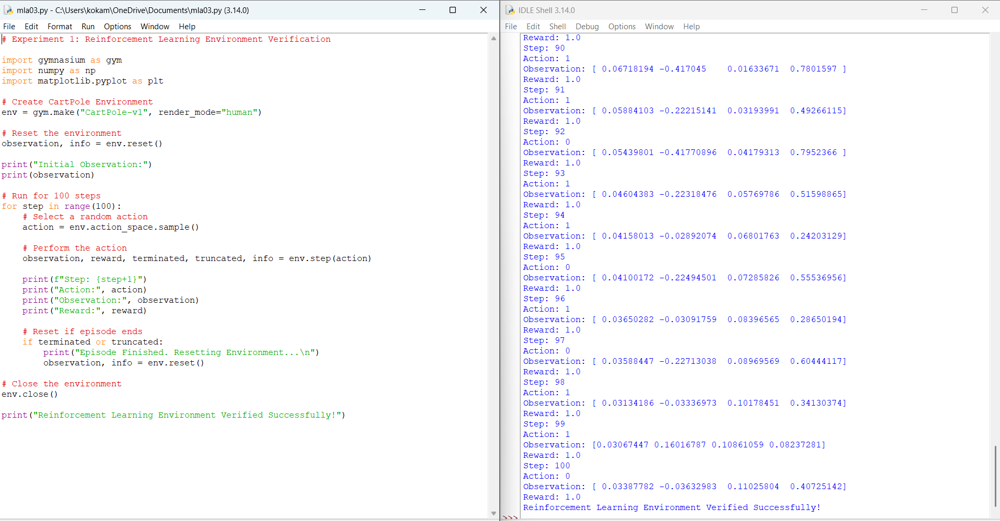 mla03.py - C:\Users\kokam\OneDrive\Documents\mla03.py (3.14.0)
File Edit Format Run Options Window Help
# Experiment 1: Reinforcement Learning Environment Verification

import gymnasium as gym
import numpy as np
import matplotlib.pyplot as plt

# Create CartPole Environment
env = gym.make("CartPole-v1", render_mode="human")

# Reset the environment
observation, info = env.reset()

print("Initial Observation:")
print(observation)

# Run for 100 steps
for step in range(100):
    # Select a random action
    action = env.action_space.sample()

    # Perform the action
    observation, reward, terminated, truncated, info = env.step(action)

    print(f"Step: {step+1}")
    print("Action:", action)
    print("Observation:", observation)
    print("Reward:", reward)

    # Reset if episode ends
    if terminated or truncated:
        print("Episode Finished. Resetting Environment...\n")
        observation, info = env.reset()

# Close the environment
env.close()

print("Reinforcement Learning Environment Verified Successfully!")
IDLE Shell 3.14.0
File Edit Shell Debug Options Window Help
Reward: 1.0
Step: 90
Action: 1
Observation: [ 0.06718194 -0.417045    0.01633671  0.7801597 ]
Reward: 1.0
Step: 91
Action: 1
Observation: [ 0.05884103 -0.22215141  0.03193991  0.49266115]
Reward: 1.0
Step: 92
Action: 0
Observation: [ 0.05439801 -0.41770896  0.04179313  0.7952366 ]
Reward: 1.0
Step: 93
Action: 1
Observation: [ 0.04604383 -0.22318476  0.05769786  0.51598865]
Reward: 1.0
Step: 94
Action: 1
Observation: [ 0.04158013 -0.02892074  0.06801763  0.24203129]
Reward: 1.0
Step: 95
Action: 0
Observation: [ 0.04100172 -0.22494501  0.07285826  0.55536956]
Reward: 1.0
Step: 96
Action: 1
Observation: [ 0.03650282 -0.03091759  0.08396565  0.28650194]
Reward: 1.0
Step: 97
Action: 0
Observation: [ 0.03588447 -0.22713038  0.08969569  0.60444117]
Reward: 1.0
Step: 98
Action: 1
Observation: [ 0.03134186 -0.03336973  0.10178451  0.34130374]
Reward: 1.0
Step: 99
Action: 1
Observation: [0.03067447 0.16016787 0.10861059 0.08237281]
Reward: 1.0
Step: 100
Action: 0
Observation: [ 0.03387782 -0.03632983  0.11025804  0.40725142]
Reward: 1.0
Reinforcement Learning Environment Verified Successfully!
>>>